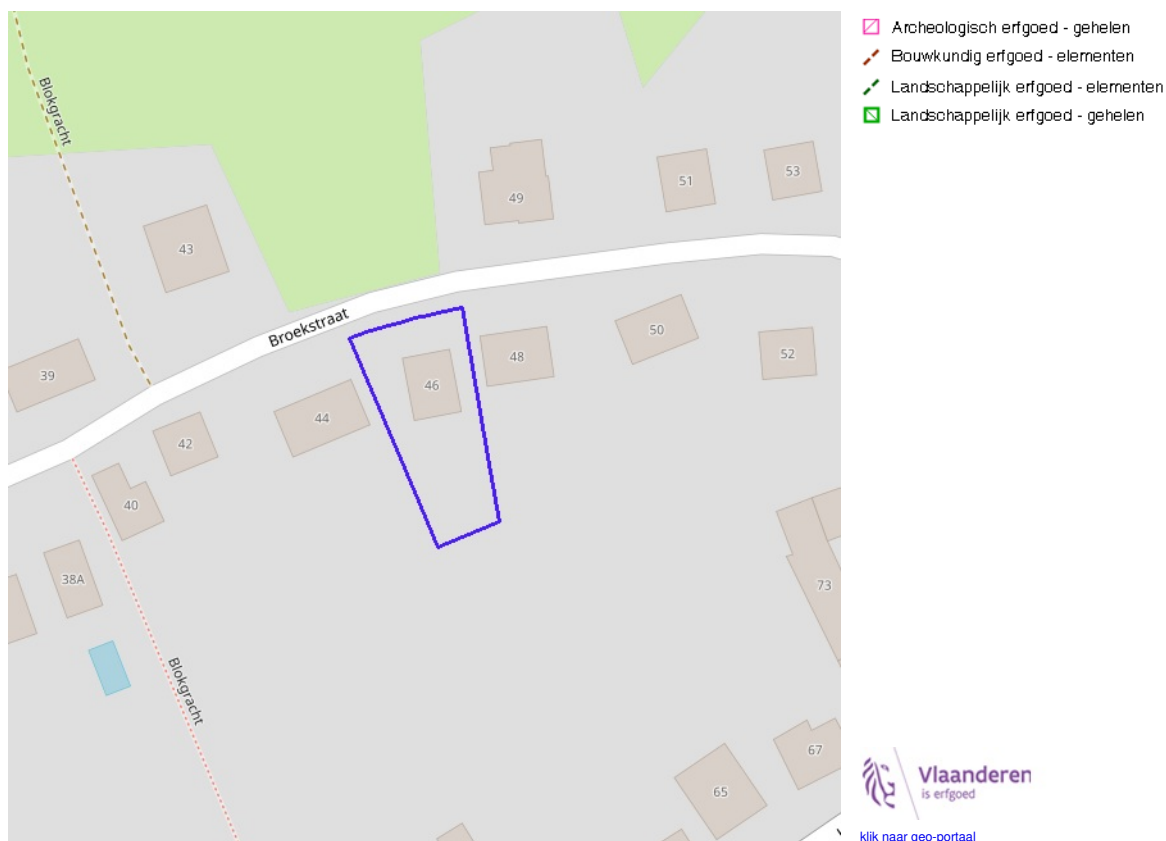 Blokgracht
43
49
51
53
39
Broekstraat
44
46
48
50
52
42
40
38A
73
Blokgracht
65
67
Archeologisch erfgoed - gehelen
Bouwkundig erfgoed - elementen
Landschappelijk erfgoed - elementen
Landschappelijk erfgoed - gehelen
Vlaanderen
is erfgoed
klik naar geo-portaal